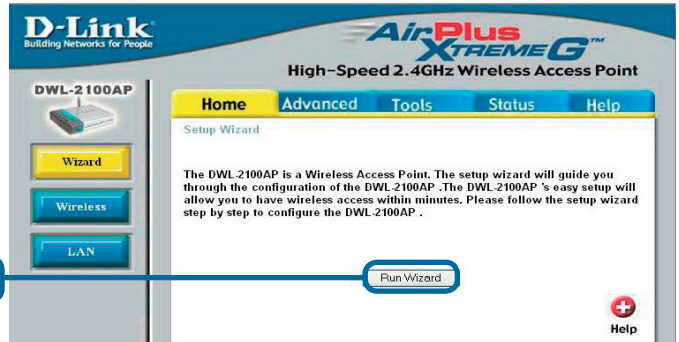 D-Link
Building Networks for People
AirPlus
XTREME G™
High-Speed 2.4GHz Wireless Access Point
DWL-2100AP
Home Advanced Tools Status Help
Setup Wizard
Wizard
Wireless
LAN
The DWL-2100AP is a Wireless Access Point. The setup wizard will guide you
through the configuration of the DWL-2100AP .The DWL-2100AP 's easy setup will
allow you to have wireless access within minutes. Please follow the setup wizard
step by step to configure the DWL-2100AP .
Run Wizard
Help